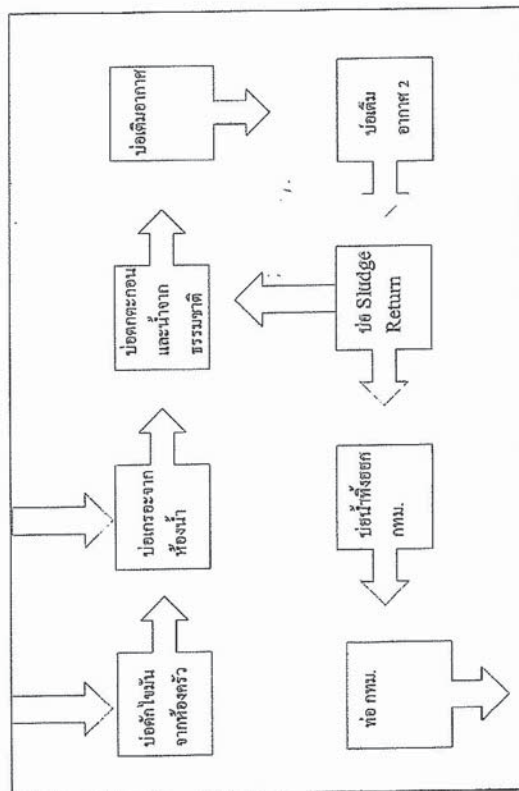 บ่อดักไขมัน
จากห้องครัว
บ่อเกรอะจาก
ห้องน้ำ
บ่อตกตะกอน
และน้ำจาก
ธรรมชาติ
บ่อเติมอากาศ
บ่อเติม
อากาศ 2
บ่อ Sludge
Return
บ่อน้ำทิ้งออก
กทม.
ท่อ กทม.